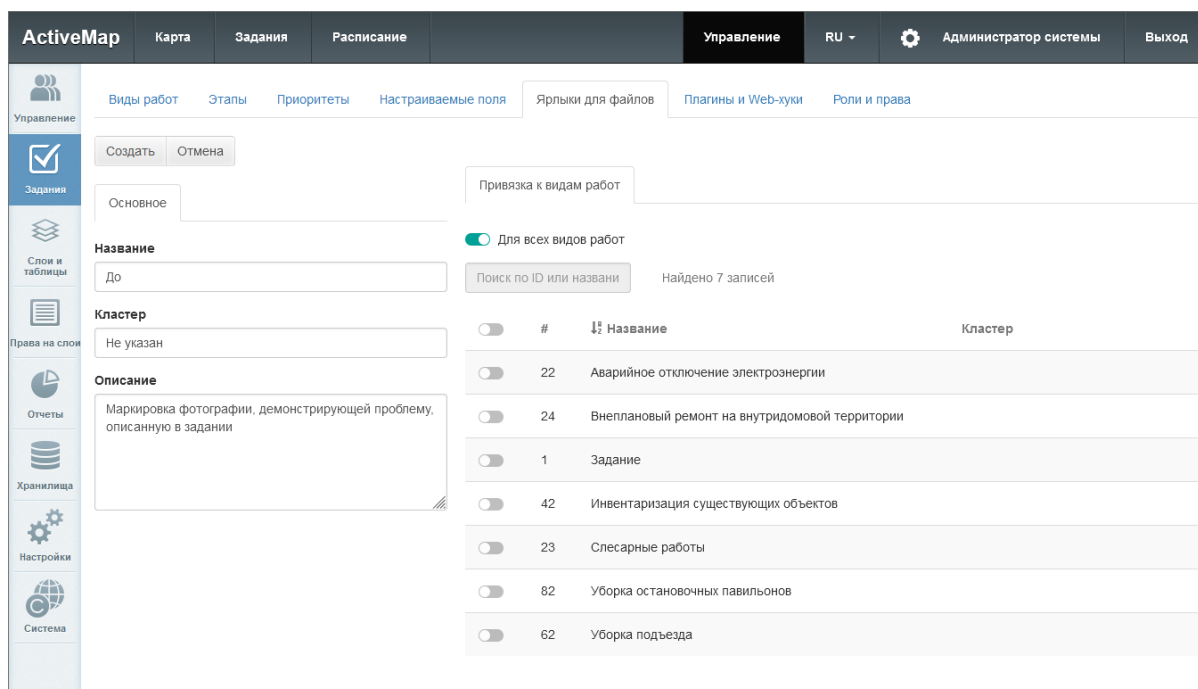 ActiveMap Карта Задания Расписание Управление RU Администратор системы Выход
Управление
Задания
Слои и
таблицы
Права на слои
Отчеты
Хранилища
Настройки
Система
Виды работ Этапы Приоритеты Настраиваемые поля Ярлыки для файлов Плагины и Web-хуки Роли и права
Создать Отмена
Основное
Название
До
Кластер
Не указан
Описание
Маркировка фотографии, демонстрирующей проблему,
описанную в задании
Привязка к видам работ
Для всех видов работ
Поиск по ID или названи Найдено 7 записей
# Название Кластер
22 Аварийное отключение электроэнергии
24 Внеплановый ремонт на внутридомовой территории
1 Задание
42 Инвентаризация существующих объектов
23 Слесарные работы
82 Уборка остановочных павильонов
62 Уборка подъезда